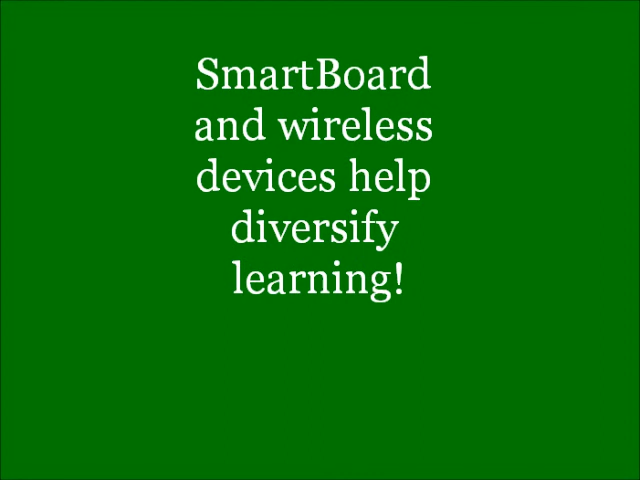 SmartBoard
and wireless
devices help
diversify
learning!